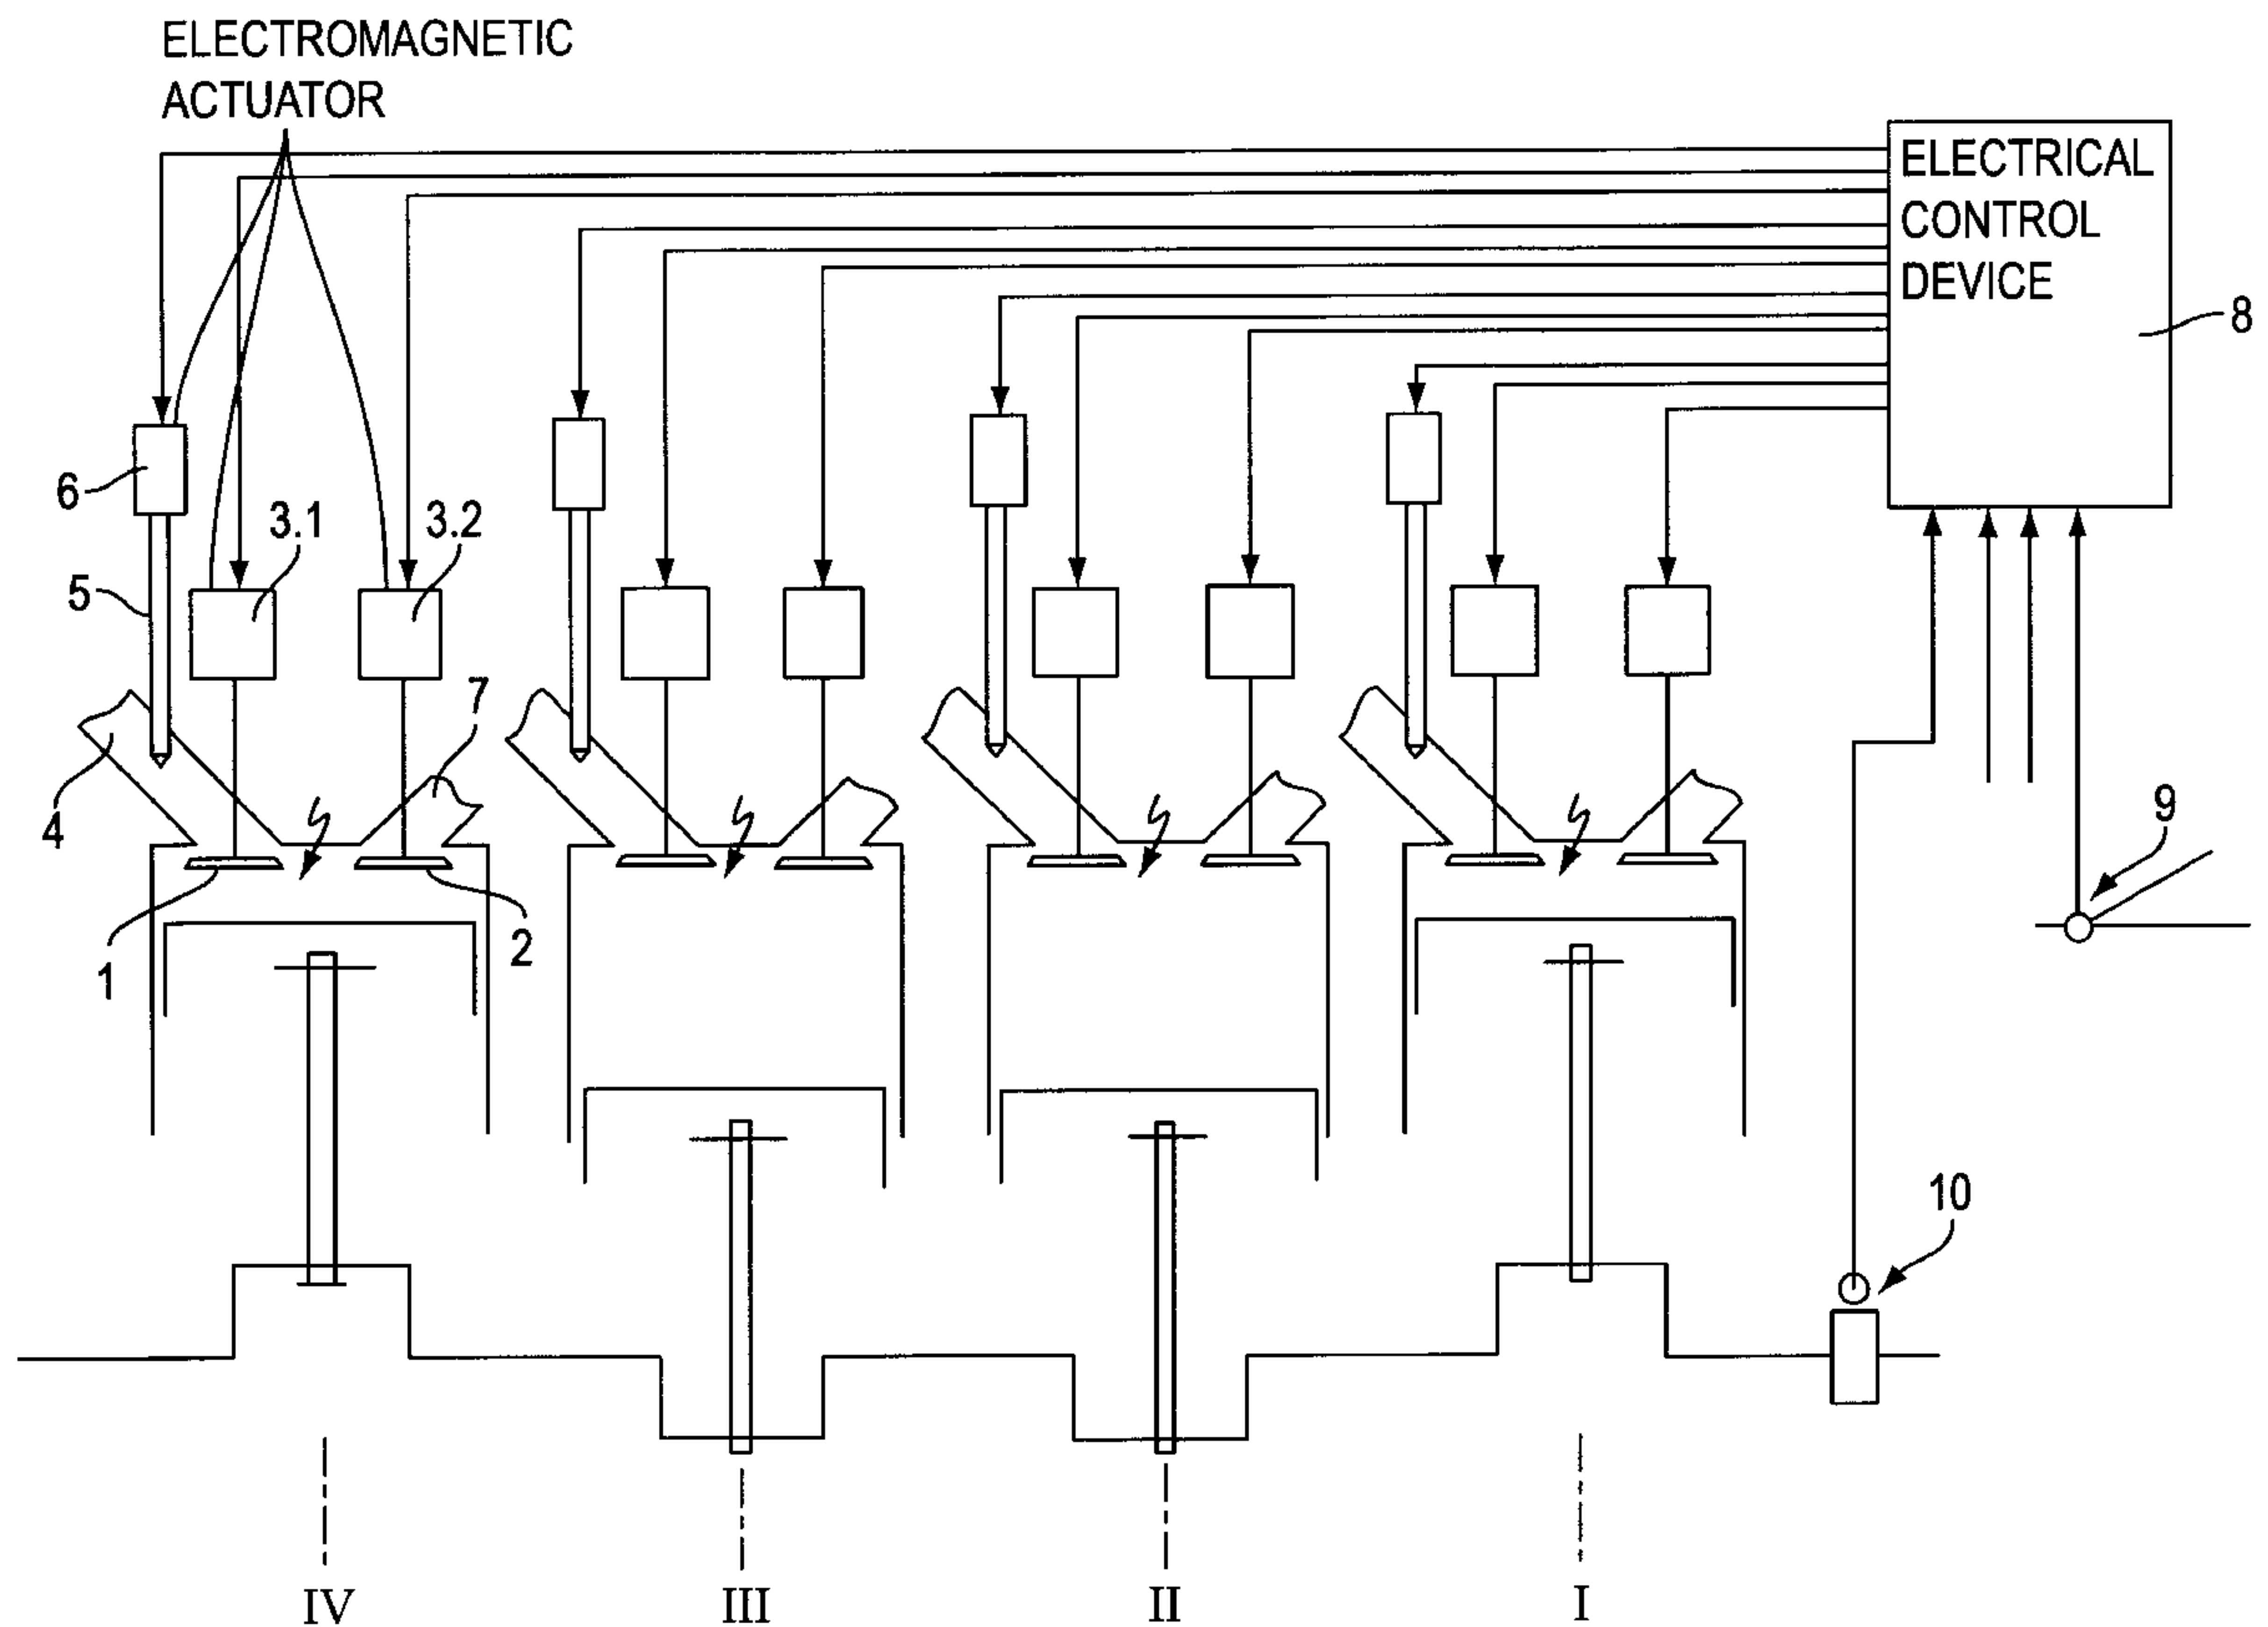 ELECTROMAGNETIC
ACTUATOR
ELECTRICAL
CONTROL
DEVICE
8
6
3.1
3.2
5
7
4
9
1
2
10
IV
III
II
I